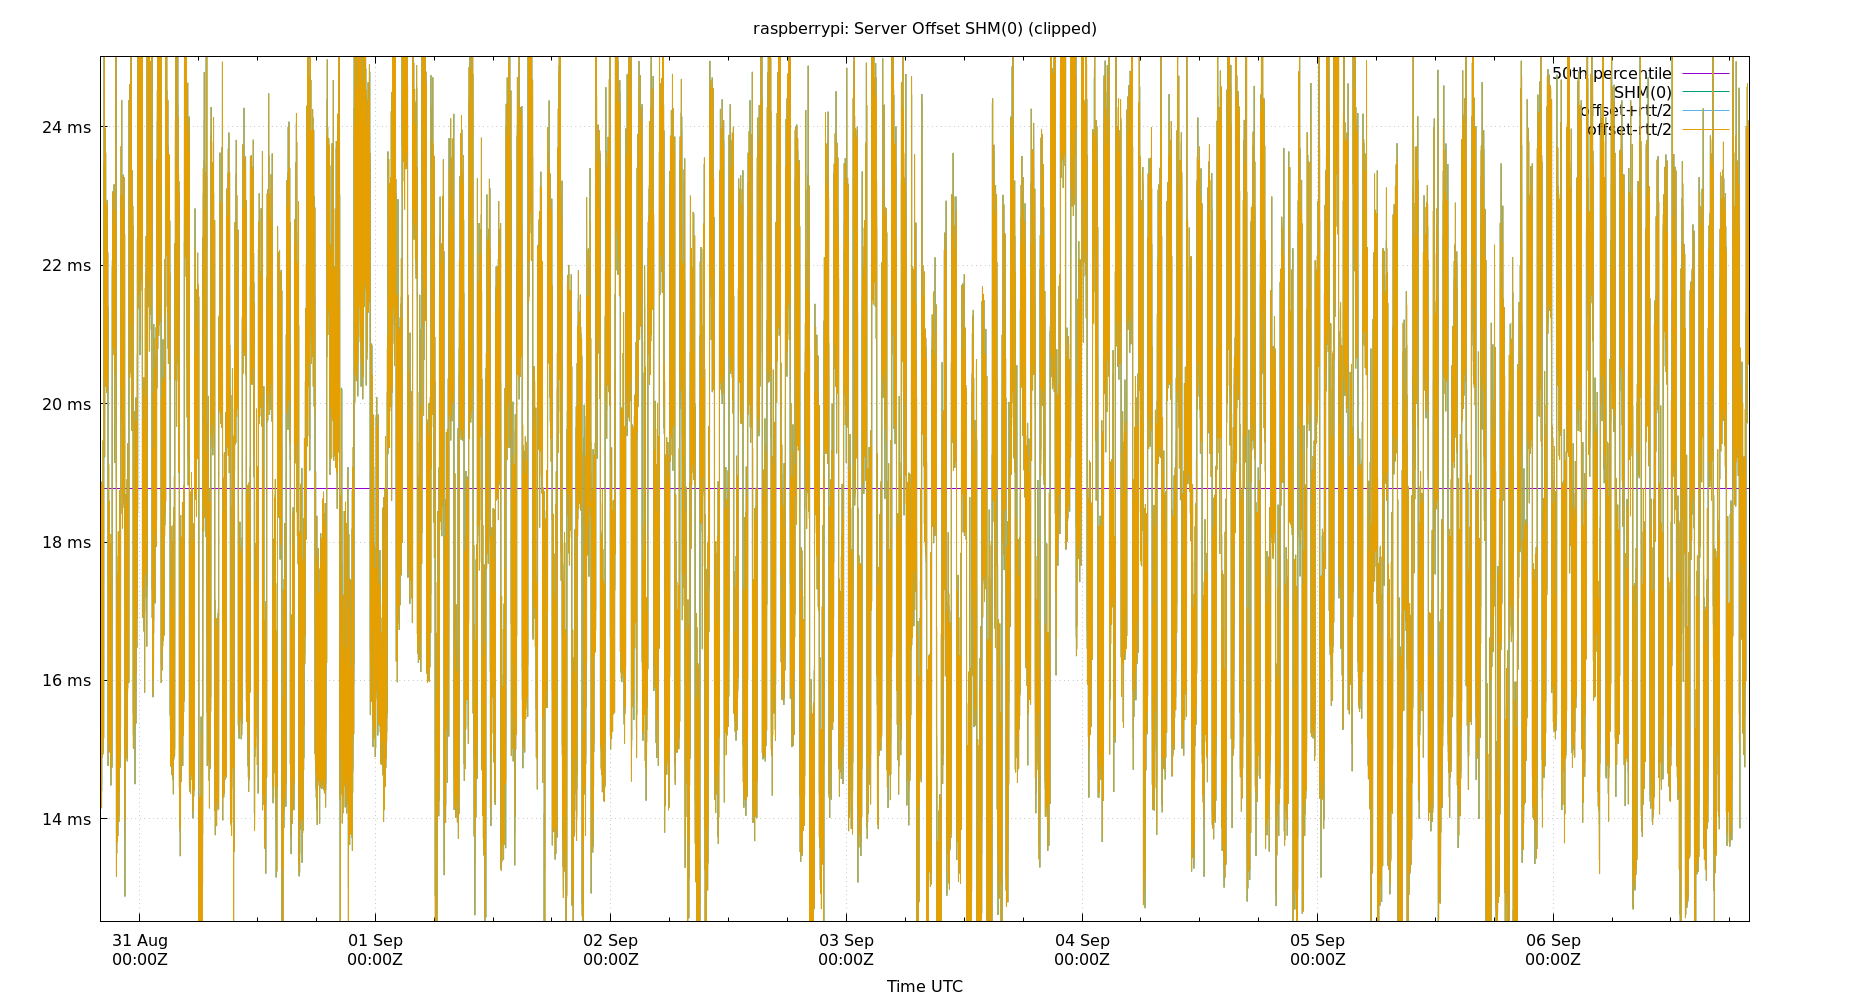 raspberrypi: Server Offset SHM(0) (clipped)
50th percentile
SHM(0)
offset+rtt/2
offset-rtt/2
24 ms
22 ms
20 ms
18 ms
16 ms
14 ms
31 Aug 01 Sep 02 Sep 03 Sep 04 Sep 05 Sep 06 Sep
00:00Z 00:00Z 00:00Z 00:00Z 00:00Z 00:00Z 00:00Z
Time UTC